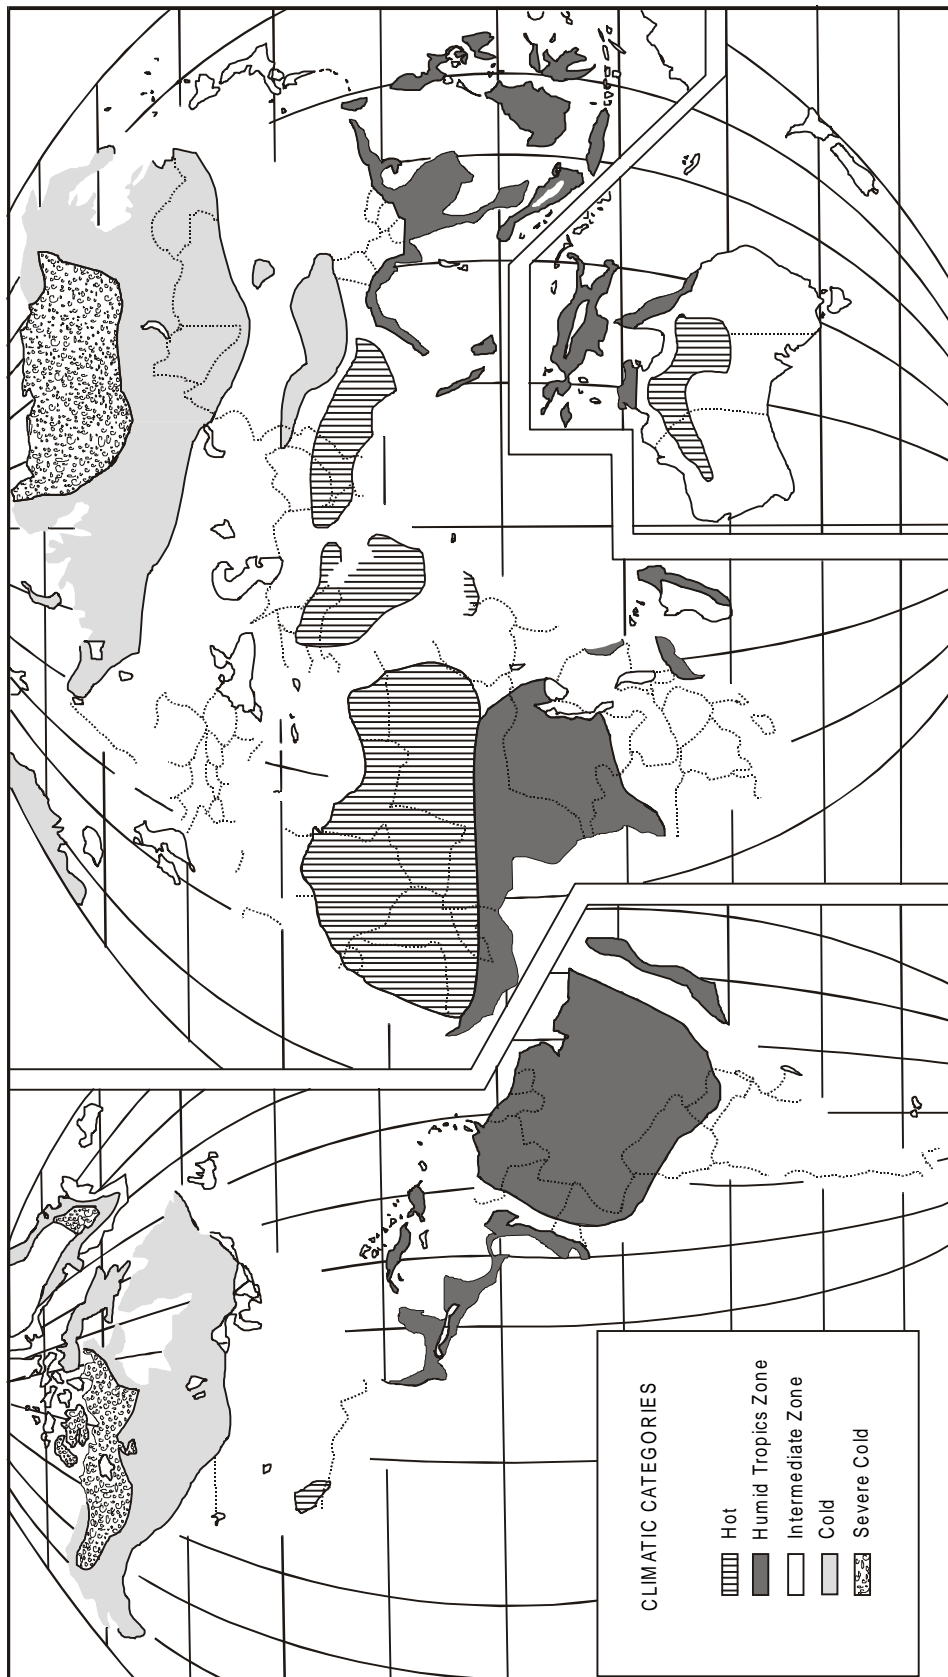 CLIMATIC CATEGORIES
Hot
Humid Tropics Zone
Intermediate Zone
Cold
Severe Cold